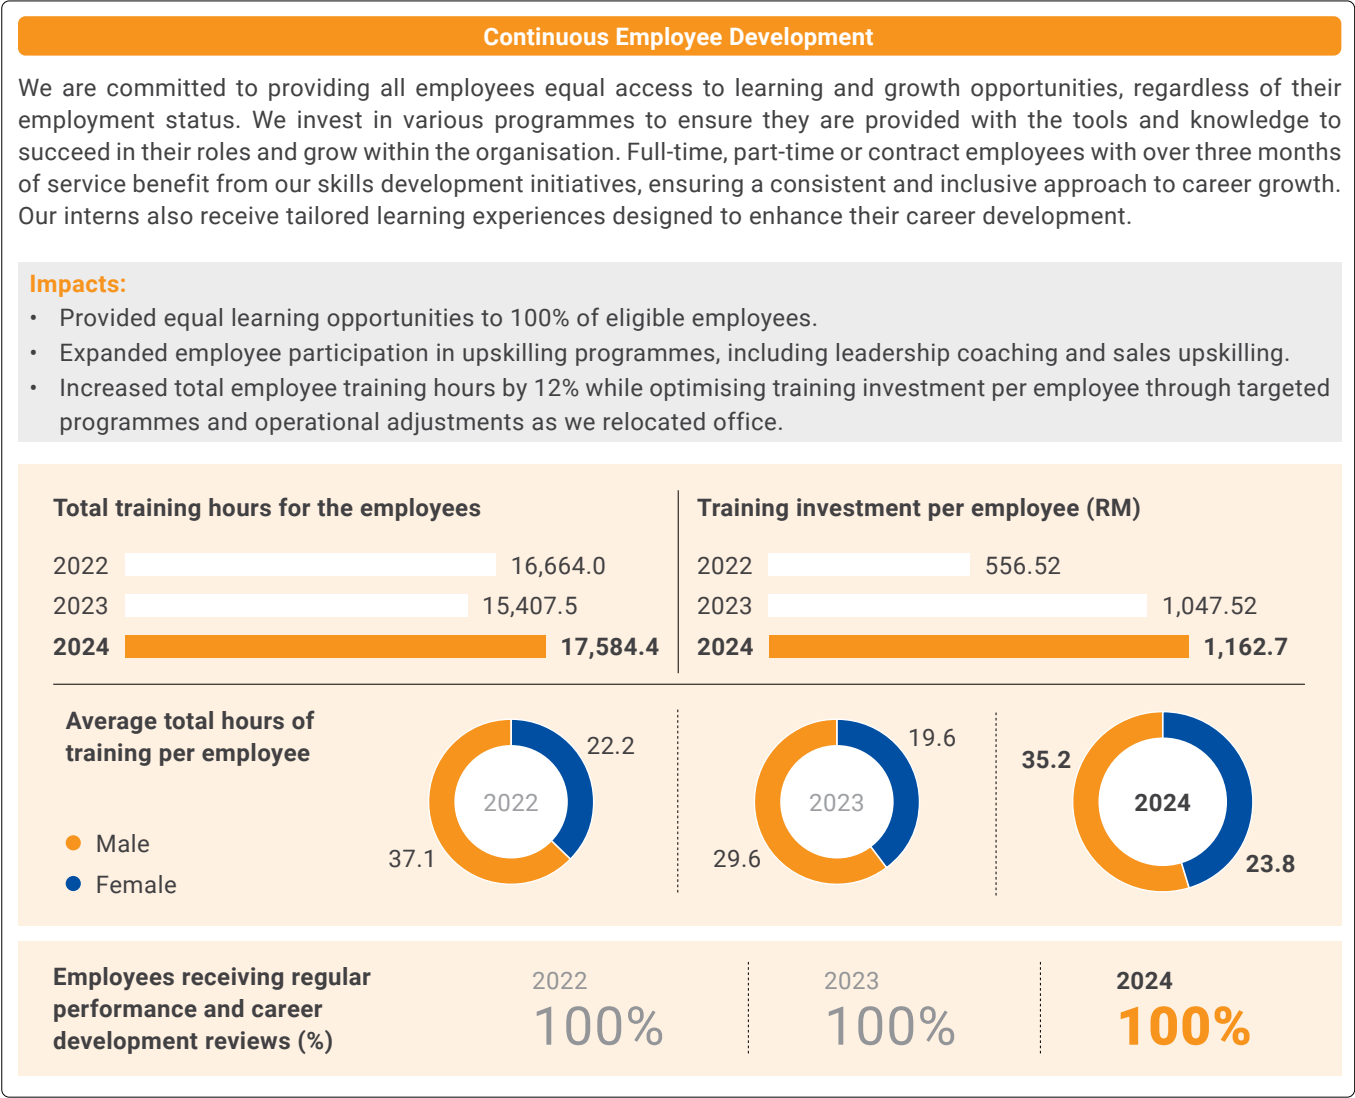 Continuous Employee Development
We are committed to providing all employees equal access to learning and growth opportunities, regardless of their
employment status. We invest in various programmes to ensure they are provided with the tools and knowledge to
succeed in their roles and grow within the organisation. Full-time, part-time or contract employees with over three months
of service benefit from our skills development initiatives, ensuring a consistent and inclusive approach to career growth.
Our interns also receive tailored learning experiences designed to enhance their career development.
Impacts:
• Provided equal learning opportunities to 100% of eligible employees.
• Expanded employee participation in upskilling programmes, including leadership coaching and sales upskilling.
• Increased total employee training hours by 12% while optimising training investment per employee through targeted
programmes and operational adjustments as we relocated office.
Total training hours for the employees
2022 16,664.0
2023 15,407.5
2024 17,584.4
Training investment per employee (RM)
2022 556.52
2023 1,047.52
2024 1,162.7
Average total hours of
training per employee
Male
Female
22.2
2022
37.1
19.6
2023
29.6
35.2
2024
23.8
Employees receiving regular
performance and career
development reviews (%)
2022
100%
2023
100%
2024
100%